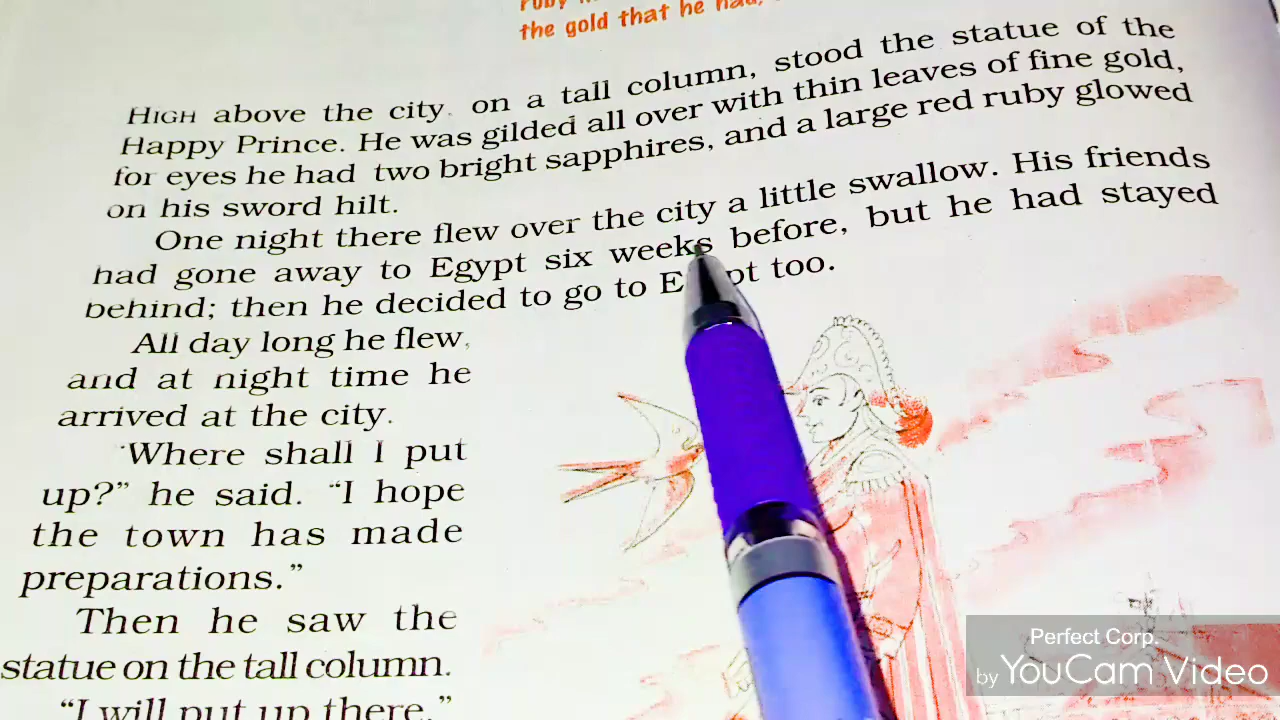 the gold that he had,
HIGH above the city, on a tall column, stood the statue of the
Happy Prince. He was gilded all over with thin leaves of fine gold,
for eyes he had two bright sapphires, and a large red ruby glowed
on his sword hilt.
One night there flew over the city a little swallow. His friends
had gone away to Egypt six weeks before, but he had stayed
behind; then he decided to go to E pt too.
All day long he flew,
and at night time he
arrived at the city.
“Where shall I put
up?” he said. “I hope
the town has made
preparations.”
Then he saw the
statue on the tall column.
“I will put up there,”
Perfect Corp.
by YouCam Video